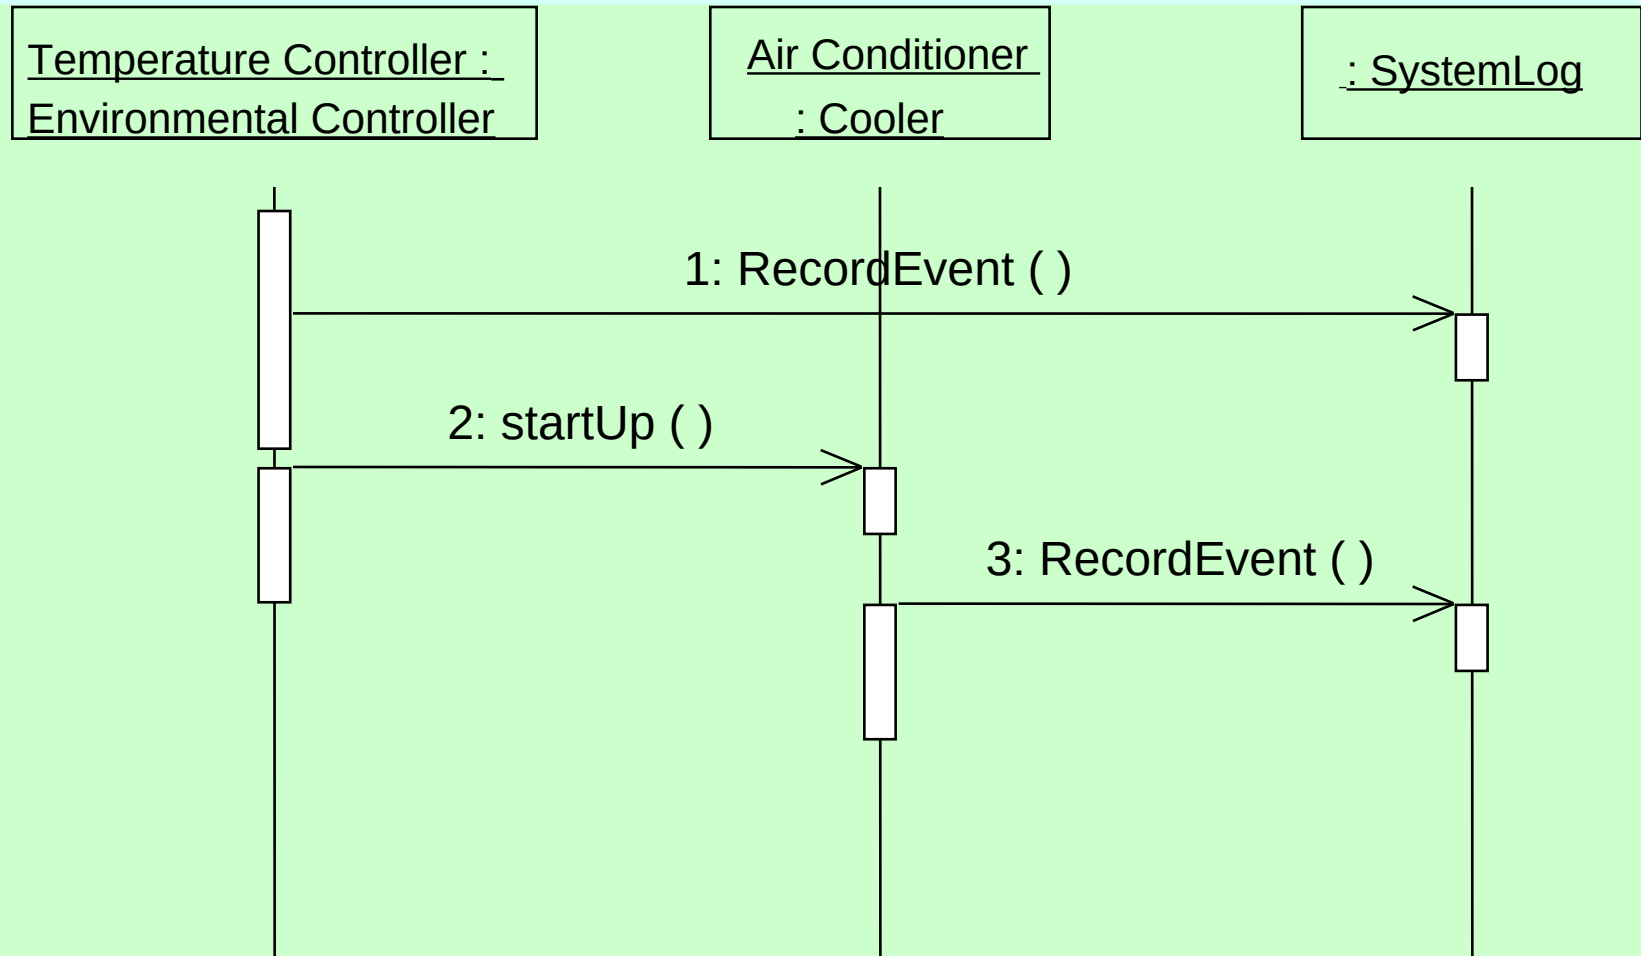 Temperature Controller :
Environmental Controller
Air Conditioner
: Cooler
: SystemLog
1: RecordEvent ( )
2: startUp ( )
3: RecordEvent ( )